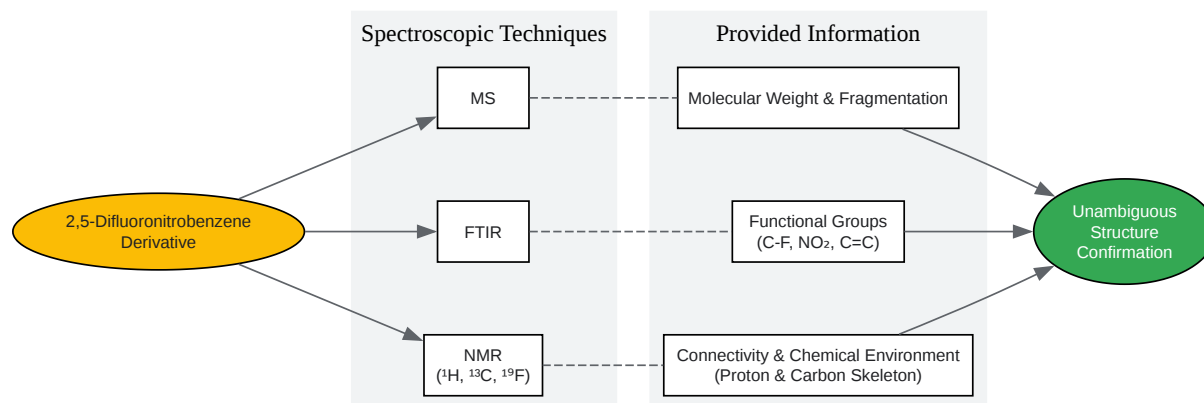 Spectroscopic Techniques
Provided Information
MS
Molecular Weight & Fragmentation
2,5-Difluoronitrobenzene
Derivative
FTIR
Functional Groups
(C-F, NO₂, C=C)
Unambiguous
Structure
Confirmation
NMR
(¹H, ¹³C, ¹⁹F)
Connectivity & Chemical Environment
(Proton & Carbon Skeleton)